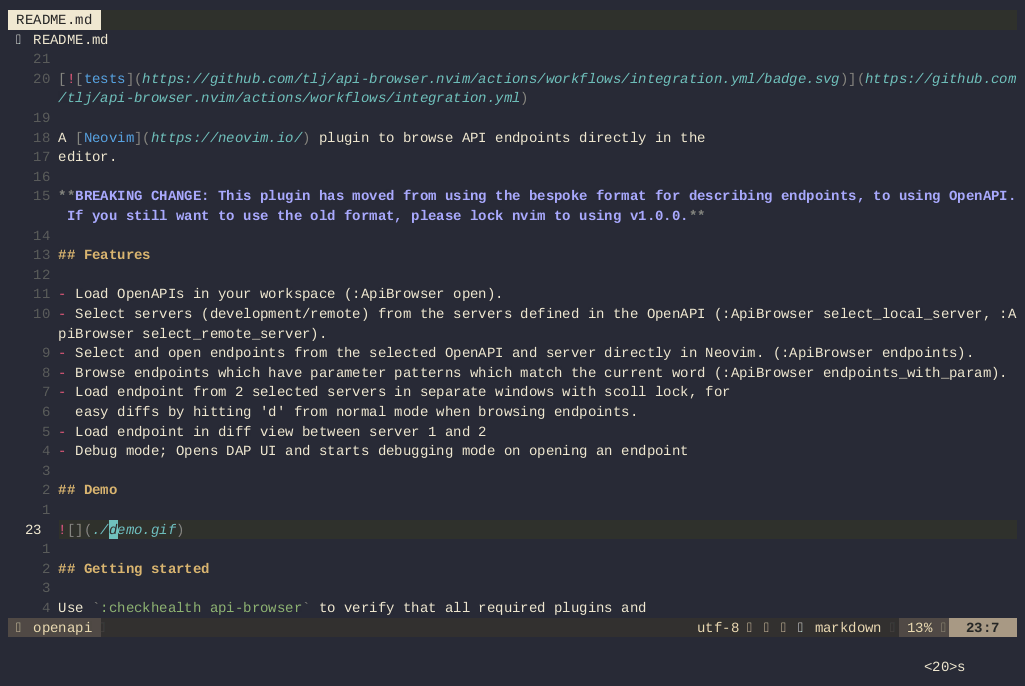 README.md
README.md
21
20 [![tests](https://github.com/tlj/api-browser.nvim/actions/workflows/integration.yml/badge.svg)](https://github.com
/tlj/api-browser.nvim/actions/workflows/integration.yml)
19
18 A [Neovim](https://neovim.io/) plugin to browse API endpoints directly in the
17 editor.
16
15 **BREAKING CHANGE: This plugin has moved from using the bespoke format for describing endpoints, to using OpenAPI.
If you still want to use the old format, please lock nvim to using v1.0.0.**
14
13 ## Features
12
11 - Load OpenAPIs in your workspace (:ApiBrowser open).
10 - Select servers (development/remote) from the servers defined in the OpenAPI (:ApiBrowser select_local_server, :A
piBrowser select_remote_server).
9 - Select and open endpoints from the selected OpenAPI and server directly in Neovim. (:ApiBrowser endpoints).
8 - Browse endpoints which have parameter patterns which match the current word (:ApiBrowser endpoints_with_param).
7 - Load endpoint from 2 selected servers in separate windows with scoll lock, for
6 easy diffs by hitting 'd' from normal mode when browsing endpoints.
5 - Load endpoint in diff view between server 1 and 2
4 - Debug mode; Opens DAP UI and starts debugging mode on opening an endpoint
3
2 ## Demo
1
23 ![](./demo.gif)
1
2 ## Getting started
3
4 Use `:checkhealth api-browser` to verify that all required plugins and
openapi utf-8 markdown 13% 23:7
<20>s